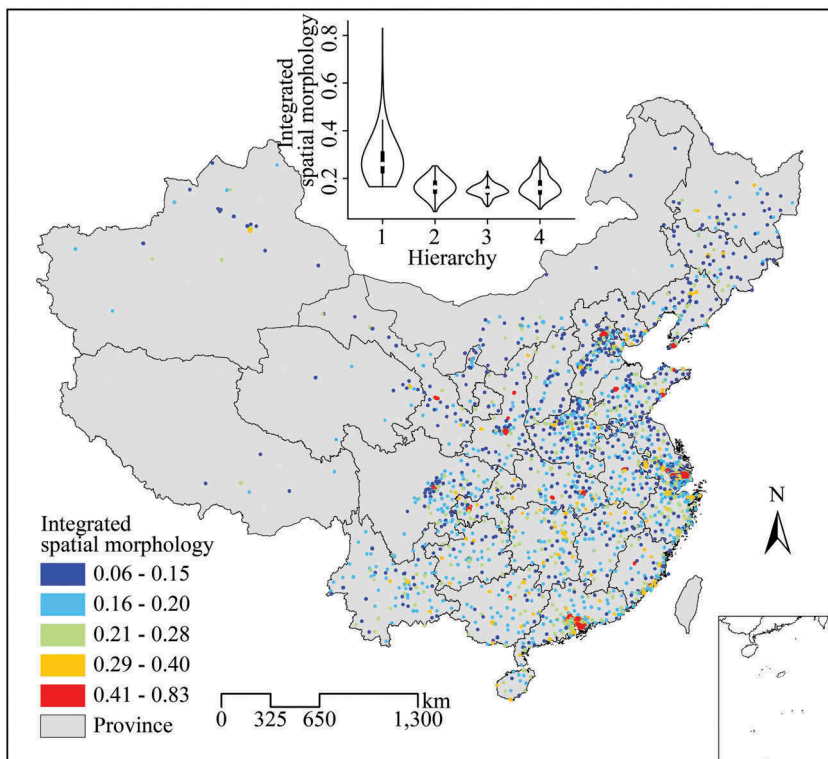 Integrated
spatial morphology
0.2 0.4 0.6 0.8
1 2 3 4
Hierarchy
N
Integrated
spatial morphology
0.06 - 0.15
0.16 - 0.20
0.21 - 0.28
0.29 - 0.40
0.41 - 0.83
Province
km
0 325 650 1,300